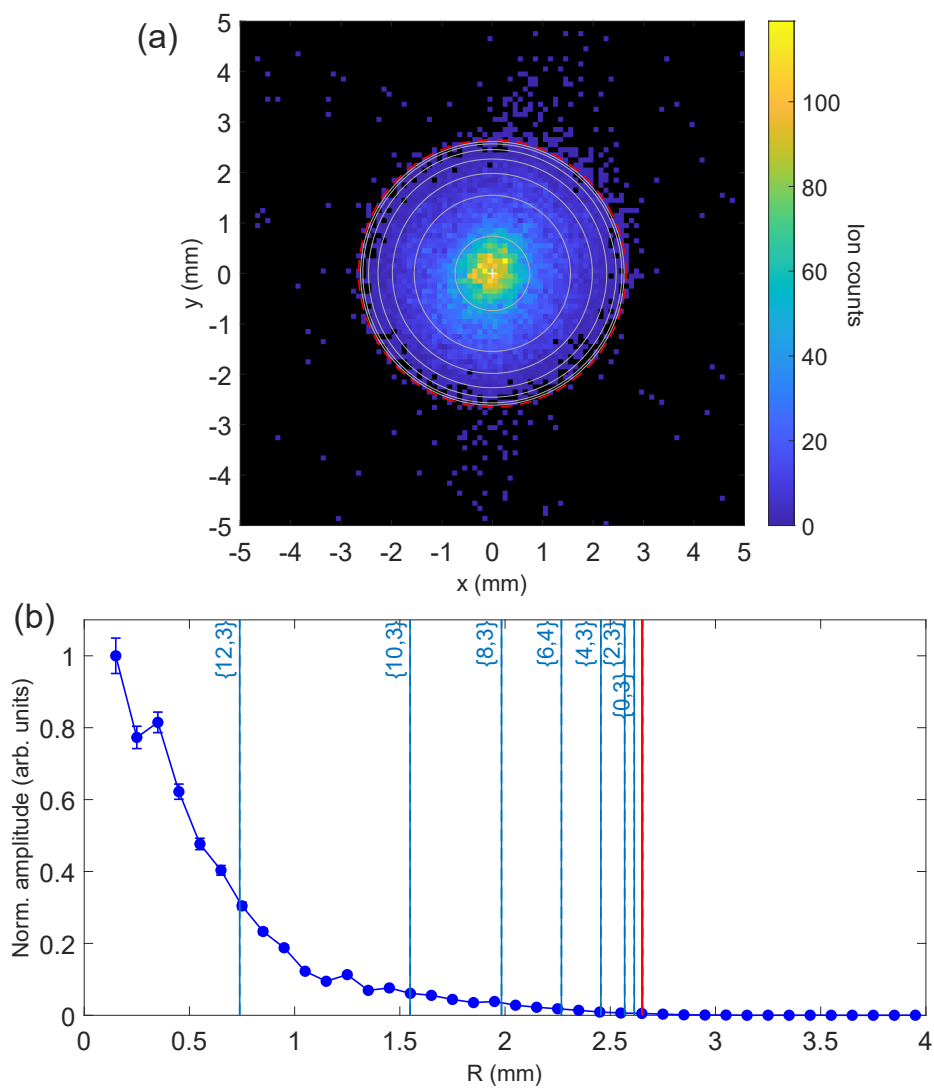 (a)
5
4
3
2
1
0
-1
-2
-3
-4
-5
y (mm)
-5 -4 -3 -2 -1 0 1 2 3 4 5
x (mm)
100
80
60
40
20
0
Ion counts
(b)
{12,3} {10,3} {8,3} {6,4} {4,3} {2,3}
{0,3}
1
0.8
0.6
0.4
0.2
0
Norm. amplitude (arb. units)
0 0.5 1 1.5 2 2.5 3 3.5 4
R (mm)